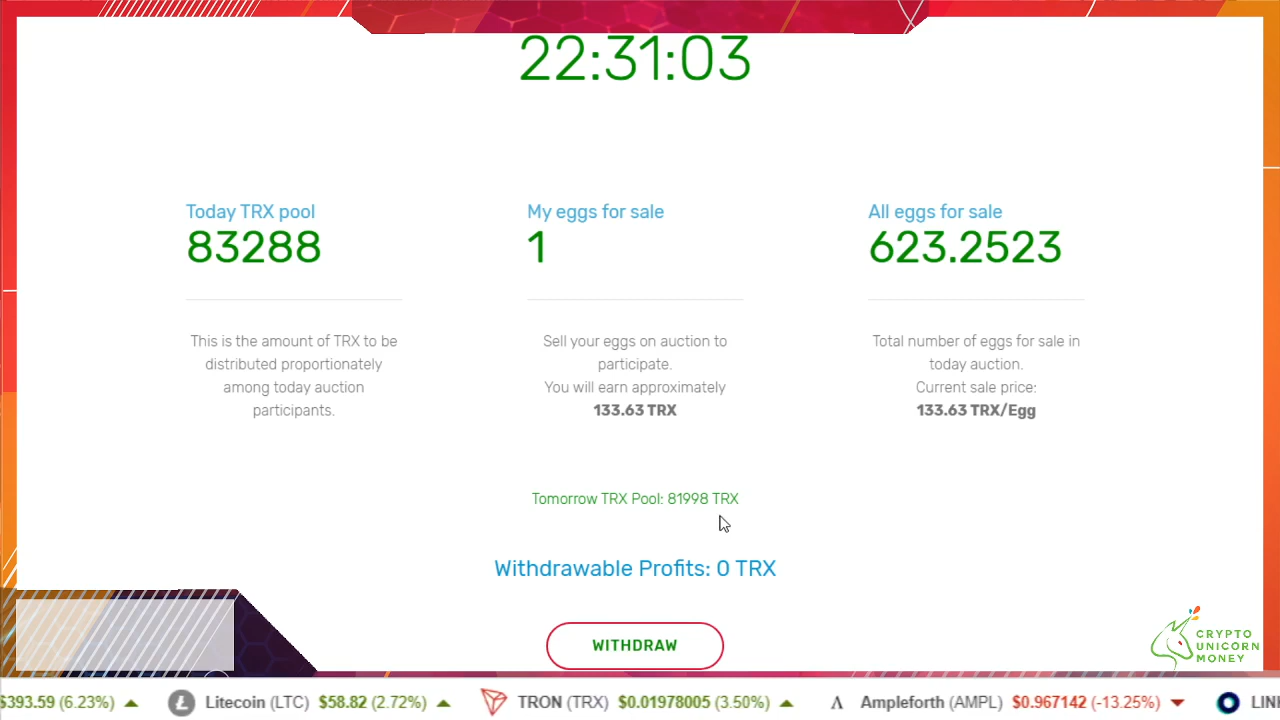 22:31:03
Today TRX pool
83288
This is the amount of TRX to be
distributed proportionately
among today auction
participants.
My eggs for sale
1
Sell your eggs on auction to
participate.
You will earn approximately
133.63 TRX
All eggs for sale
623.2523
Total number of eggs for sale in
today auction.
Current sale price:
133.63 TRX/Egg
Tomorrow TRX Pool: 81998 TRX
Withdrawable Profits: 0 TRX
WITHDRAW
CRYPTO
UNICORN
MONEY
$393.59 (6.23%) Litecoin (LTC) $58.82 (2.72%) TRON (TRX) $0.01978005 (3.50%) Ampleforth (AMPL) $0.967142 (-13.25%)